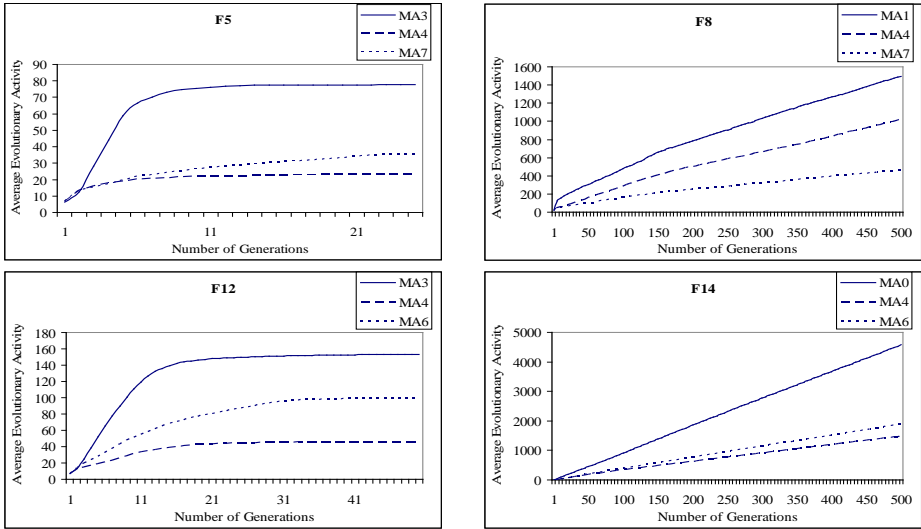 F5
MA3
MA4
MA7
Average Evolutionary Activity
90
80
70
60
50
40
30
20
10
0
1 11 21
Number of Generations
F8
MA1
MA4
MA7
Average Evolutionary Activity
1600
1400
1200
1000
800
600
400
200
0
1 50 100 150 200 250 300 350 400 450 500
Number of Generations
F12
MA3
MA4
MA6
Average Evolutionary Activity
180
160
140
120
100
80
60
40
20
0
1 11 21 31 41
Number of Generations
F14
MA0
MA4
MA6
Average Evolutionary Activity
5000
4000
3000
2000
1000
0
1 50 100 150 200 250 300 350 400 450 500
Number of Generations